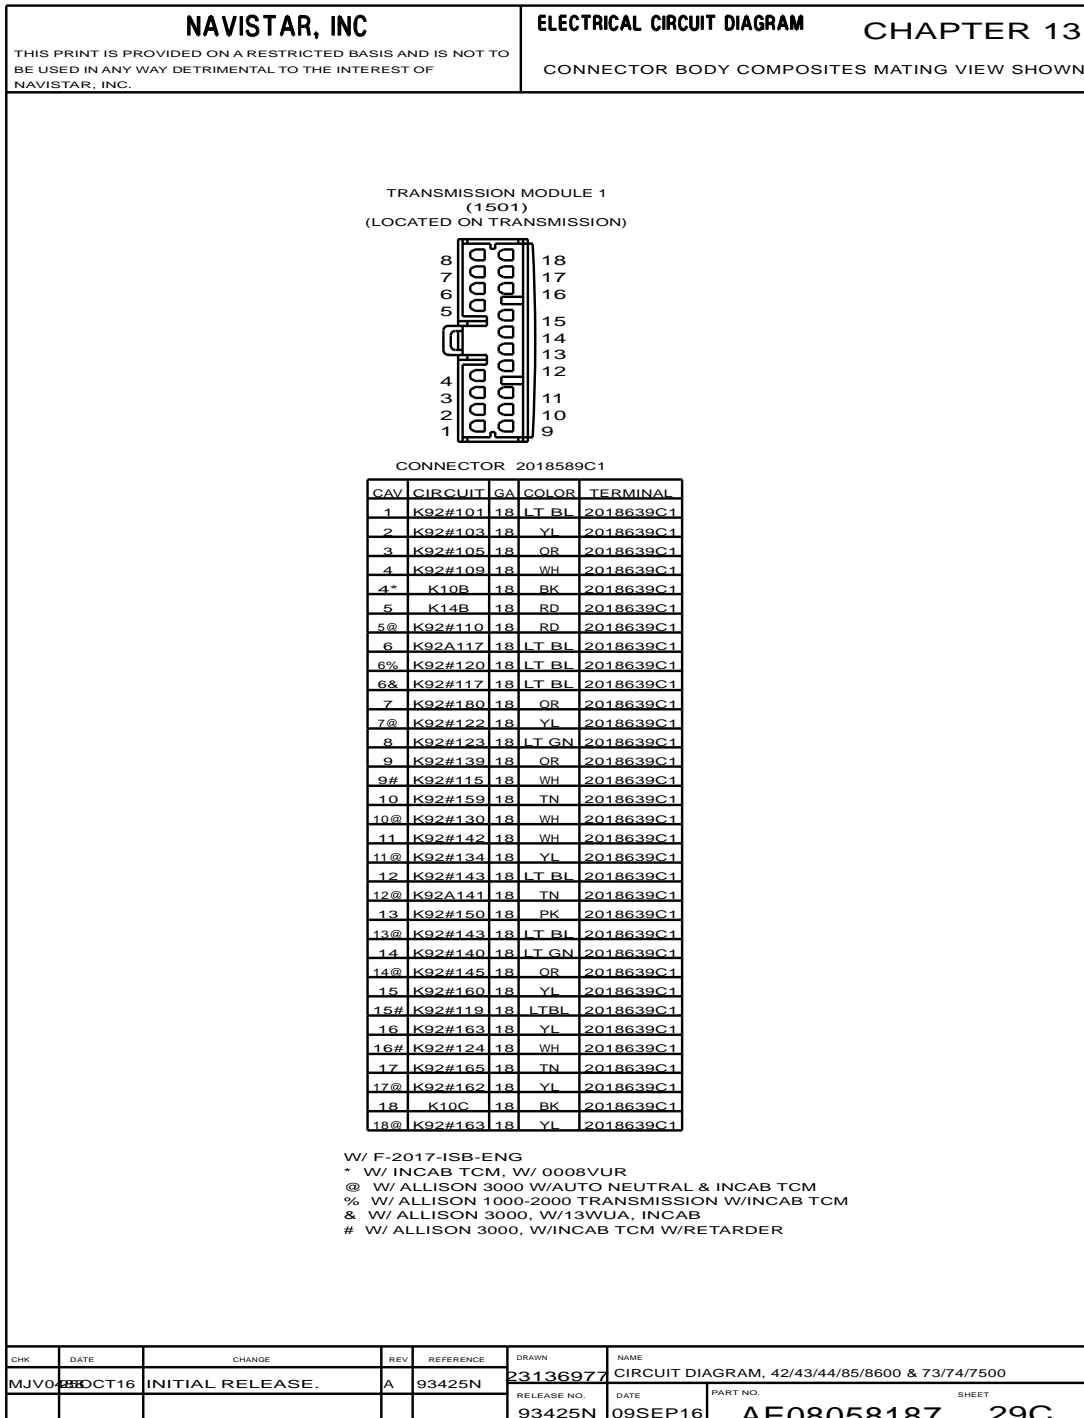 NAVISTAR, INC
THIS PRINT IS PROVIDED ON A RESTRICTED BASIS AND IS NOT TO
BE USED IN ANY WAY DETRIMENTAL TO THE INTEREST OF
NAVISTAR, INC.
ELECTRICAL CIRCUIT DIAGRAM
CHAPTER 13
CONNECTOR BODY COMPOSITES MATING VIEW SHOWN
TRANSMISSION MODULE 1
(1501)
(LOCATED ON TRANSMISSION)
8 18
7 17
6 16
5 15
14
13
4 12
3 11
2 10
1 9
CONNECTOR 2018589C1
CAV CIRCUIT GA COLOR TERMINAL
1 K92#101 18 LT BL 2018639C1
2 K92#103 18 YL 2018639C1
3 K92#105 18 OR 2018639C1
4 K92#109 18 WH 2018639C1
4* K10B 18 BK 2018639C1
5 K14B 18 RD 2018639C1
5@ K92#110 18 RD 2018639C1
6 K92A117 18 LT BL 2018639C1
6% K92#120 18 LT BL 2018639C1
6& K92#117 18 LT BL 2018639C1
7 K92#180 18 OR 2018639C1
7@ K92#122 18 YL 2018639C1
8 K92#123 18 LT GN 2018639C1
9 K92#139 18 OR 2018639C1
9# K92#115 18 WH 2018639C1
10 K92#159 18 TN 2018639C1
10@ K92#130 18 WH 2018639C1
11 K92#142 18 WH 2018639C1
11@ K92#134 18 YL 2018639C1
12 K92#143 18 LT BL 2018639C1
12@ K92A141 18 TN 2018639C1
13 K92#150 18 PK 2018639C1
13@ K92#143 18 LT BL 2018639C1
14 K92#140 18 LT GN 2018639C1
14@ K92#145 18 OR 2018639C1
15 K92#160 18 YL 2018639C1
15# K92#119 18 LTBL 2018639C1
16 K92#163 18 YL 2018639C1
16# K92#124 18 WH 2018639C1
17 K92#165 18 TN 2018639C1
17@ K92#162 18 YL 2018639C1
18 K10C 18 BK 2018639C1
18@ K92#163 18 YL 2018639C1
W/ F-2017-ISB-ENG
* W/ INCAB TCM, W/ 0008VUR
@ W/ ALLISON 3000 W/AUTO NEUTRAL & INCAB TCM
% W/ ALLISON 1000-2000 TRANSMISSION W/INCAB TCM
& W/ ALLISON 3000, W/13WUA, INCAB
# W/ ALLISON 3000, W/INCAB TCM W/RETARDER
CHK DATE CHANGE REV REFERENCE DRAWN NAME
OCT16 INITIAL RELEASE. A 93425N 23136977 CIRCUIT DIAGRAM, 42/43/44/85/8600 & 73/74/7500
RELEASE NO. DATE PART NO. SHEET
93425N 09SEP16 AE08058187 29C